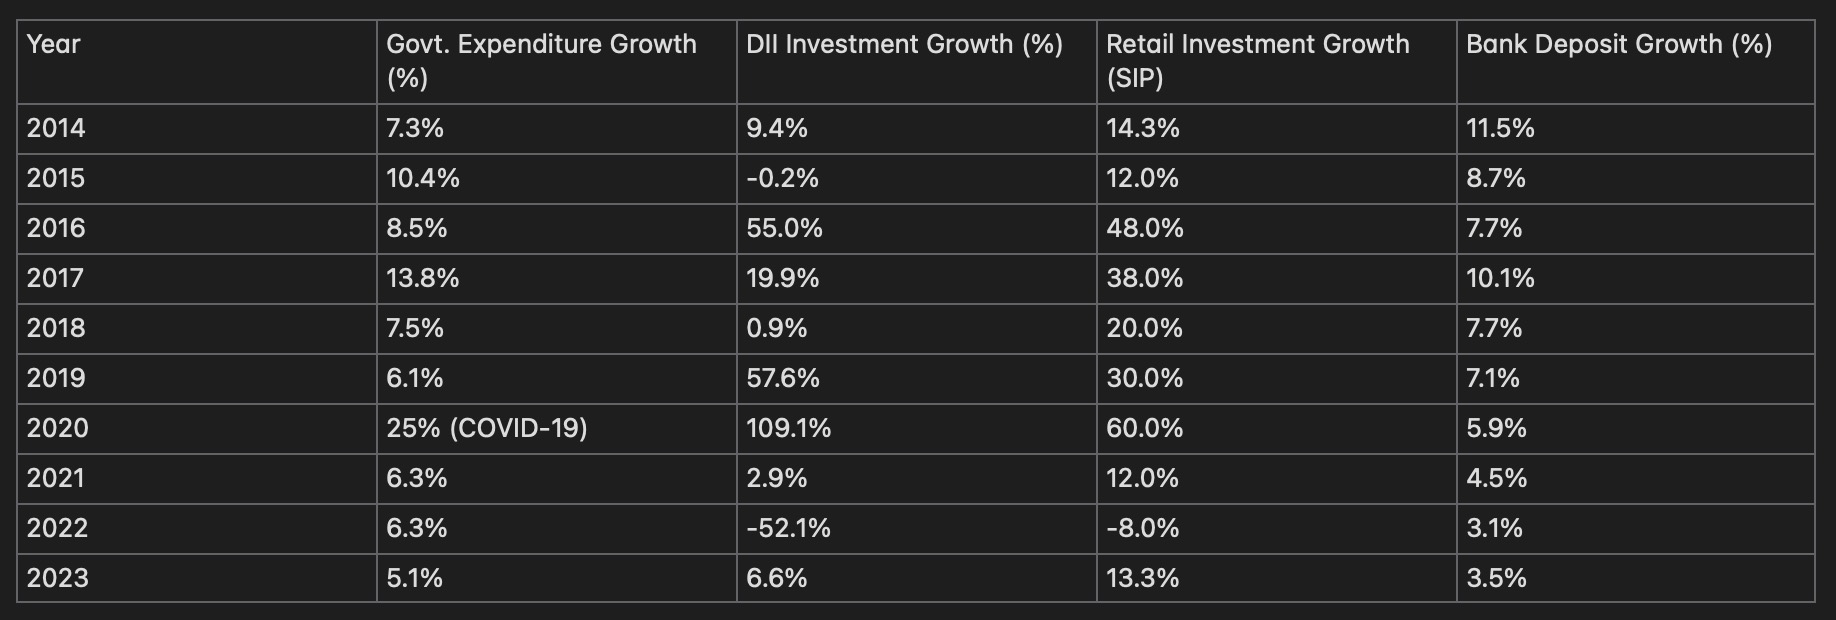 Year Govt. Expenditure Growth (%) DII Investment Growth (%) Retail Investment Growth (SIP) Bank Deposit Growth (%)
2014 7.3% 9.4% 14.3% 11.5%
2015 10.4% -0.2% 12.0% 8.7%
2016 8.5% 55.0% 48.0% 7.7%
2017 13.8% 19.9% 38.0% 10.1%
2018 7.5% 0.9% 20.0% 7.7%
2019 6.1% 57.6% 30.0% 7.1%
2020 25% (COVID-19) 109.1% 60.0% 5.9%
2021 6.3% 2.9% 12.0% 4.5%
2022 6.3% -52.1% -8.0% 3.1%
2023 5.1% 6.6% 13.3% 3.5%